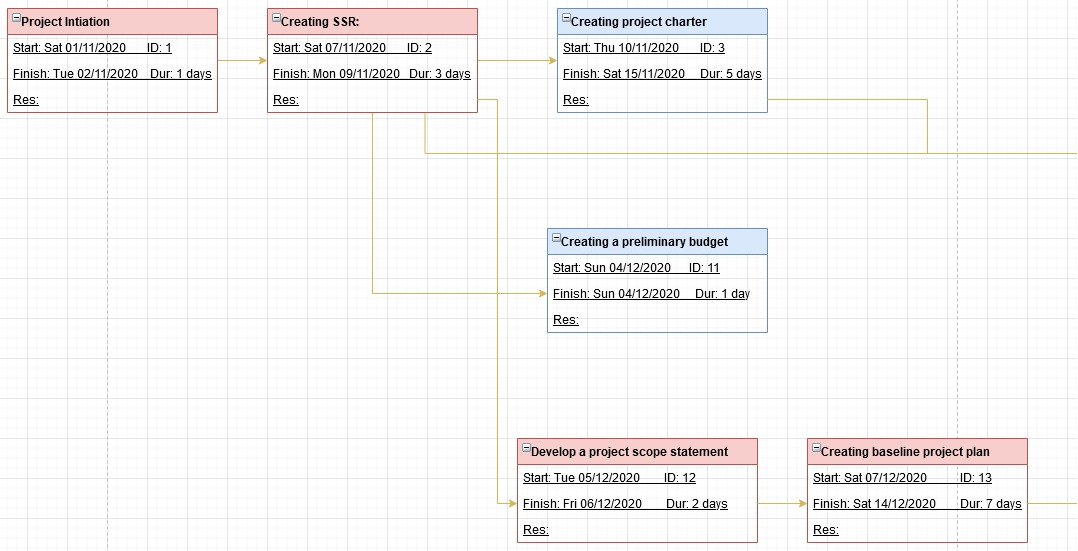 Project Intiation
Start: Sat 01/11/2020 ID: 1
Finish: Tue 02/11/2020 Dur: 1 days
Res:
Creating SSR:
Start: Sat 07/11/2020 ID: 2
Finish: Mon 09/11/2020 Dur: 3 days
Res:
Creating project charter
Start: Thu 10/11/2020 ID: 3
Finish: Sat 15/11/2020 Dur: 5 days
Res:
Creating a preliminary budget
Start: Sun 04/12/2020 ID: 11
Finish: Sun 04/12/2020 Dur: 1 day
Res:
Develop a project scope statement
Start: Tue 05/12/2020 ID: 12
Finish: Fri 06/12/2020 Dur: 2 days
Res:
Creating baseline project plan
Start: Sat 07/12/2020 ID: 13
Finish: Sat 14/12/2020 Dur: 7 days
Res: